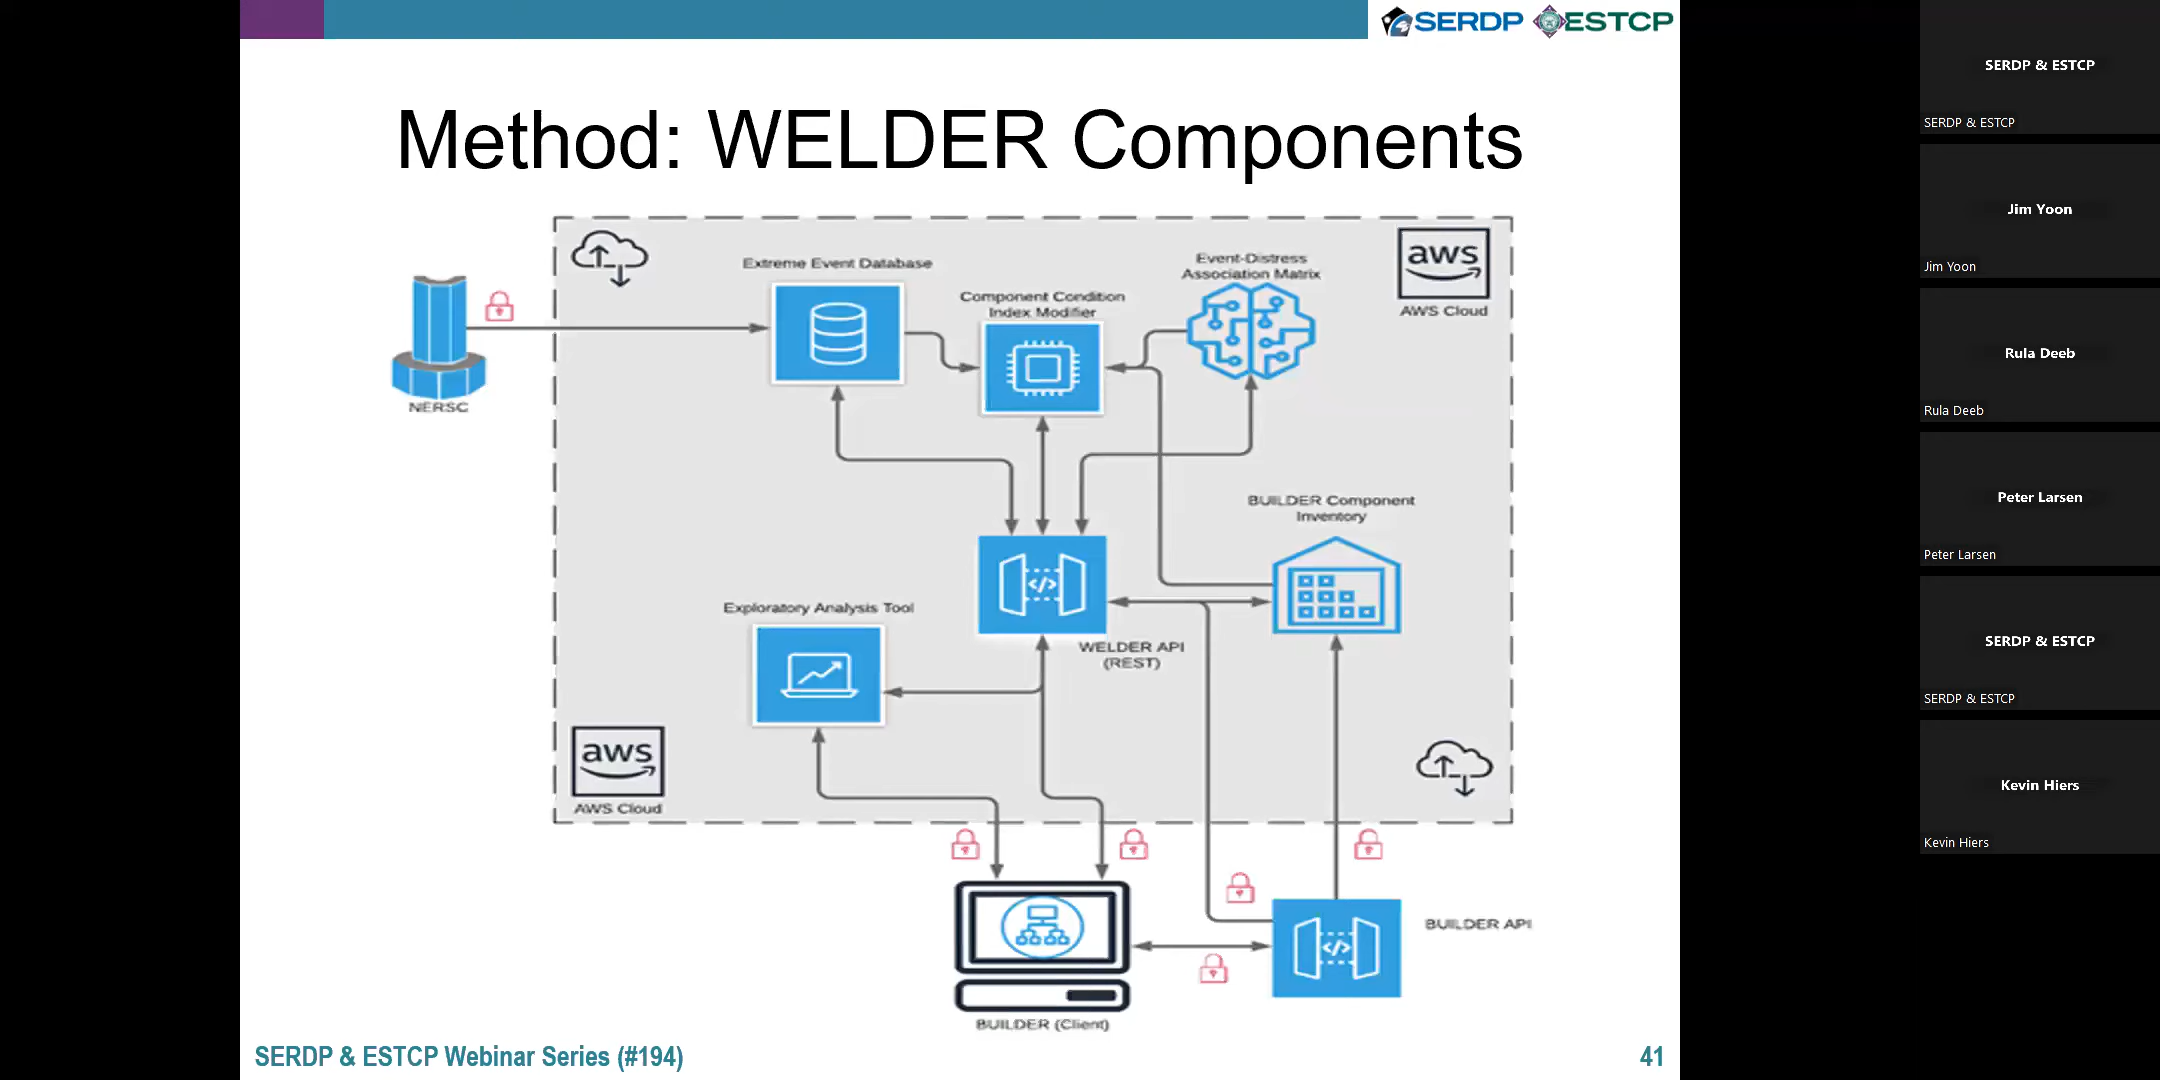 SERDP ESTCP
Method: WELDER Components
aws
AWS Cloud
Extreme Event Database
Component Condition
Index Modifier
Event-Distress
Association Matrix
NERSC
BUILDER Component
Inventory
</>
Exploratory Analysis Tool
WELDER API
(REST)
aws
AWS Cloud
</>
BUILDER API
BUILDER (Client)
SERDP & ESTCP Webinar Series (#194)
41
SERDP & ESTCP
SERDP & ESTCP
Jim Yoon
Jim Yoon
Rula Deeb
Rula Deeb
Peter Larsen
Peter Larsen
SERDP & ESTCP
SERDP & ESTCP
Kevin Hiers
Kevin Hiers